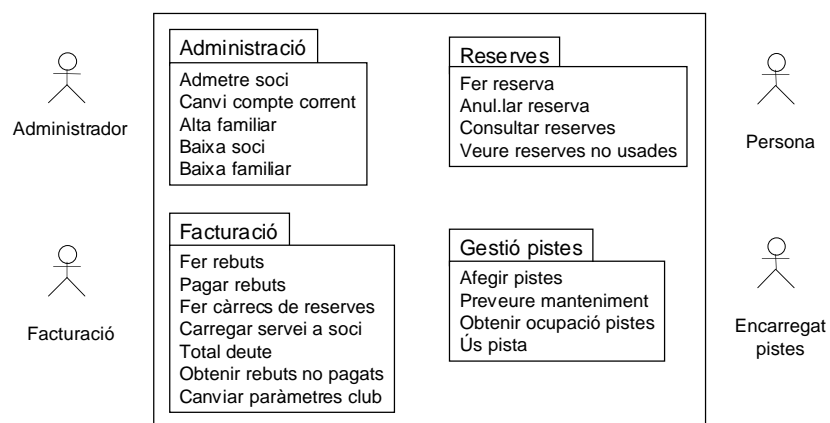 Administrador
Administració
Admetre soci
Canvi compte corrent
Alta familiar
Baixa soci
Baixa familiar
Reserves
Fer reserva
Anul.lar reserva
Consultar reserves
Veure reserves no usades
Persona
Facturació
Facturació
Fer rebuts
Pagar rebuts
Fer càrrecs de reserves
Carregar servei a soci
Total deute
Obtenir rebuts no pagats
Canviar paràmetres club
Gestió pistes
Afegir pistes
Preveure manteniment
Obtenir ocupació pistes
Ús pista
Encarregat
pistes